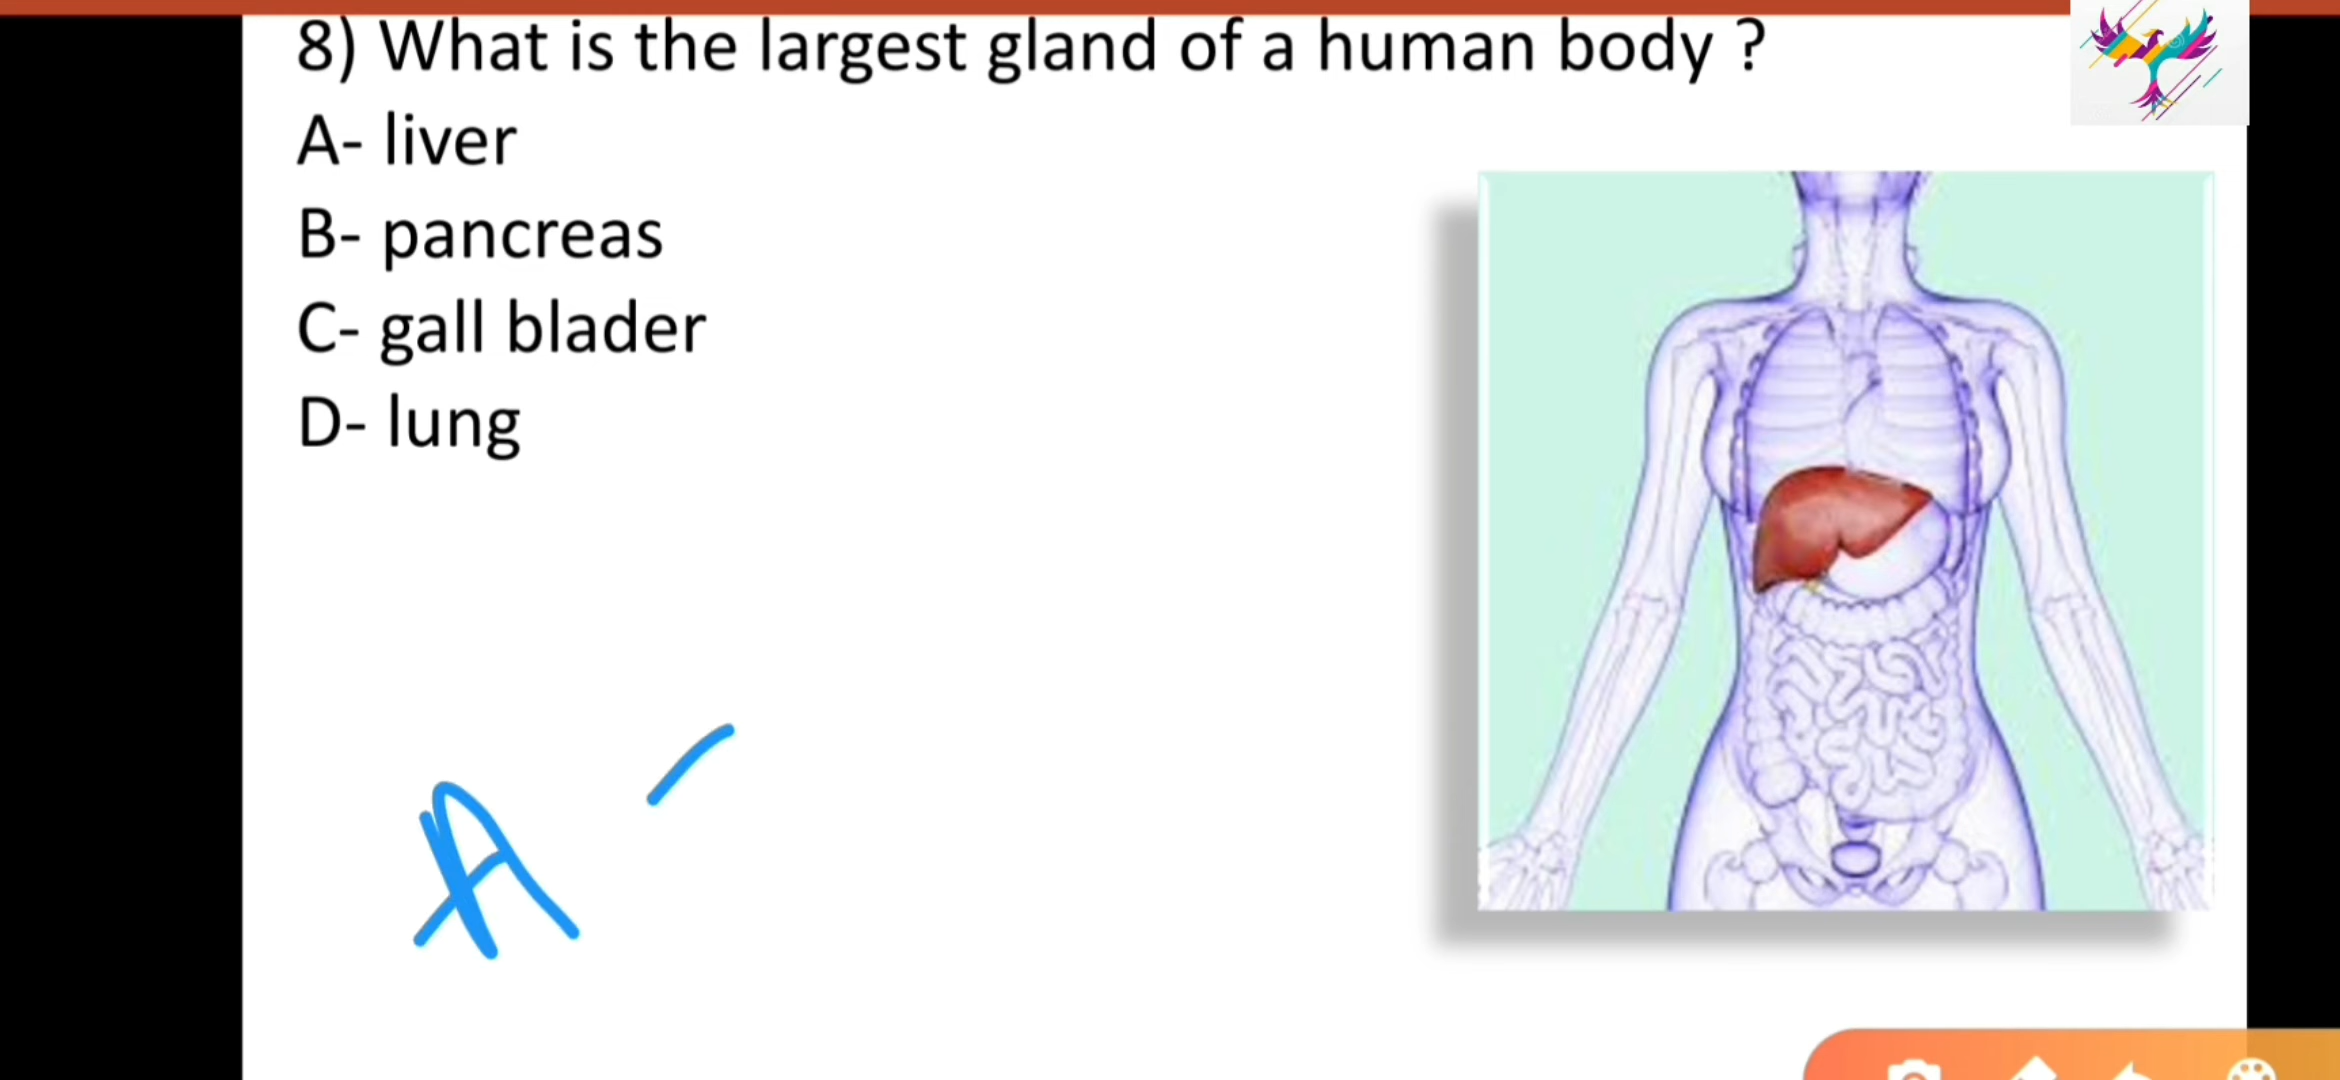 8) What is the largest gland of a human body ?
A- liver
B- pancreas
C- gall blader
D- lung
A